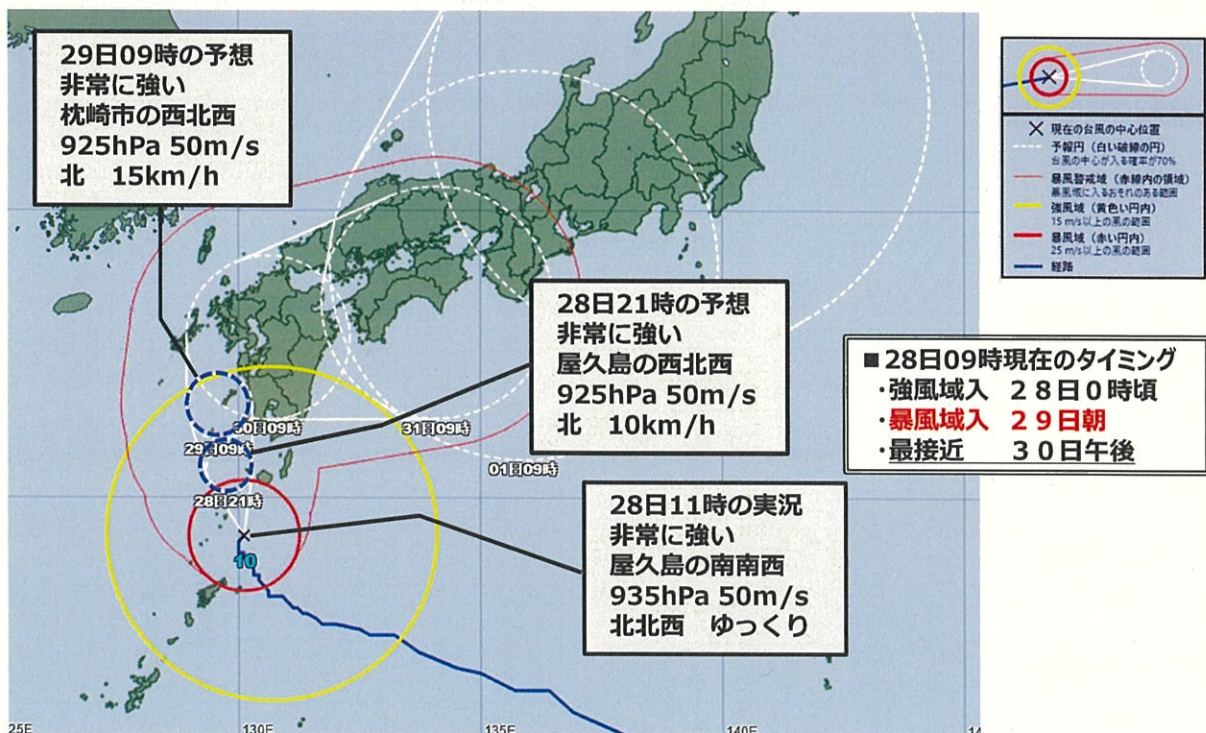 29日09時の予想
非常に強い
枕崎市の西北西
925hPa 50m/s
北 15km/h
28日21時の予想
非常に強い
屋久島の西北西
925hPa 50m/s
北 10km/h
28日11時の実況
非常に強い
屋久島の南南西
935hPa 50m/s
北北西 ゆっくり
30日09時
31日09時
29日09時
01日09時
28日21時
10
25E
130E
135E
140E
14
× 現在の台風の中心位置
予報円（白い破線の円）
台風の中心が入る確率が70%
暴風警戒域（赤線内の領域）
暴風域に入るおそれのある範囲
強風域（黄色い円内）
15 m/s以上の風の範囲
暴風域（赤い円内）
25 m/s以上の風の範囲
経路
■28日09時現在のタイミング
・強風域入 28日0時頃
・暴風域入 29日朝
・最接近 30日午後